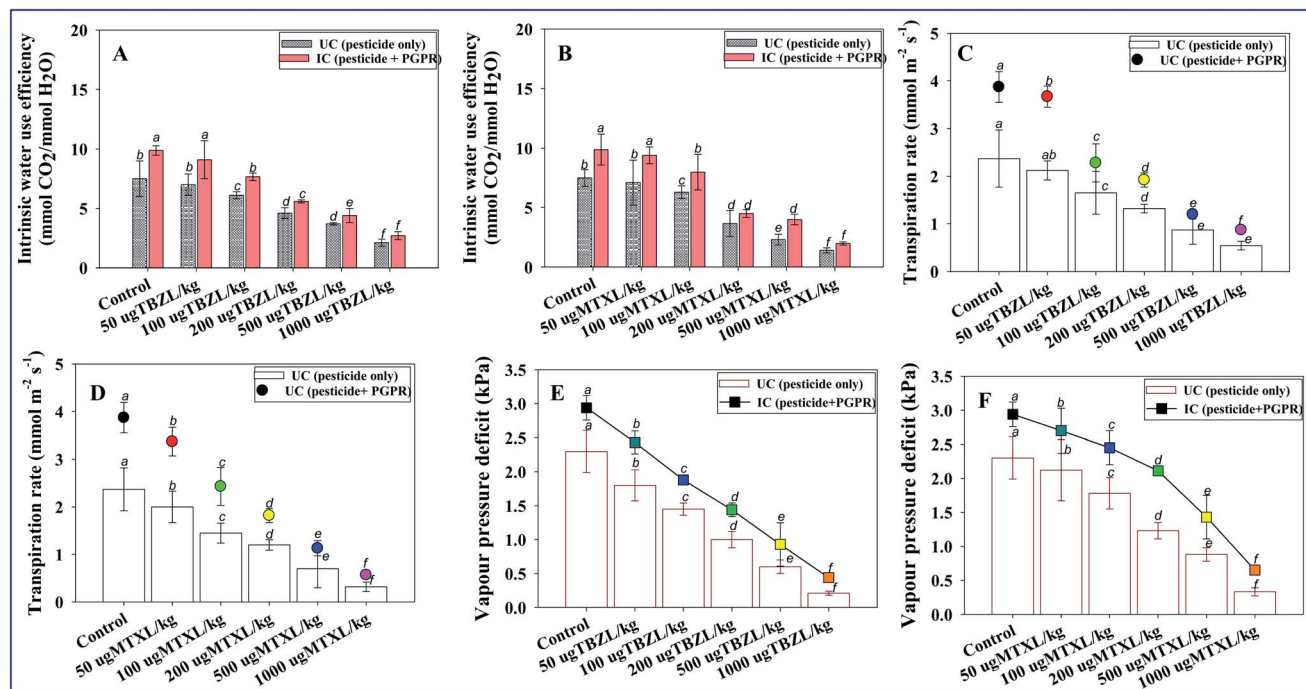 A
UC (pesticide only)
IC (pesticide + PGPR)
Intrinsic water use efficiency
(mmol CO2/mmol H2O)
20
15
10
5
0
b a b a c a d c d e f f
Control
50 ugTBZL/kg
100 ugTBZL/kg
200 ugTBZL/kg
500 ugTBZL/kg
1000 ugTBZL/kg
B
UC (pesticide only)
IC (pesticide + PGPR)
Intrinsic water use efficiency
(mmol CO2/mmol H2O)
20
15
10
5
0
b a b a c b d d e c f f
Control
50 ugMTXL/kg
100 ugMTXL/kg
200 ugMTXL/kg
500 ugMTXL/kg
1000 ugMTXL/kg
C
UC (pesticide only)
UC (pesticide+ PGPR)
Transpiration rate (mmol m-2 s-1)
5
4
3
2
1
0
a b c d e f
a ab c d e e
Control
50 ugTBZL/kg
100 ugTBZL/kg
200 ugTBZL/kg
500 ugTBZL/kg
1000 ugTBZL/kg
D
UC (pesticide only)
UC (pesticide+ PGPR)
Transpiration rate (mmol m-2 s-1)
5
4
3
2
1
0
a b c d e f
a b c d e f
Control
50 ugMTXL/kg
100 ugMTXL/kg
200 ugMTXL/kg
500 ugMTXL/kg
1000 ugMTXL/kg
E
UC (pesticide only)
IC (pesticide+PGPR)
Vapour pressure deficit (kPa)
3.5
3.0
2.5
2.0
1.5
1.0
0.5
0.0
a b c d e f
a b c d e f
Control
50 ugTBZL/kg
100 ugTBZL/kg
200 ugTBZL/kg
500 ugTBZL/kg
1000 ugTBZL/kg
F
UC (pesticide only)
IC (pesticide+PGPR)
Vapour pressure deficit (kPa)
3.5
3.0
2.5
2.0
1.5
1.0
0.5
0.0
a b c d e f
a b c d e f
Control
50 ugMTXL/kg
100 ugMTXL/kg
200 ugMTXL/kg
500 ugMTXL/kg
1000 ugMTXL/kg